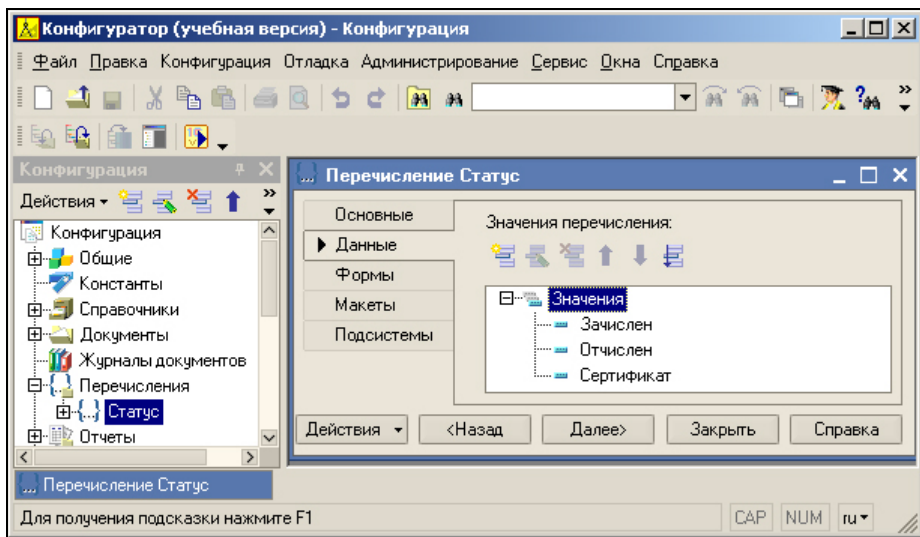 Конфигуратор (учебная версия) - Конфигурация
Файл Правка Конфигурация Отладка Администрирование Сервис Окна Справка
Конфигурация
Действия
Конфигурация
Общие
Константы
Справочники
Документы
Журналы документов
Перечисления
Статус
Отчеты
Перечисление Статус
Основные
Данные
Формы
Макеты
Подсистемы
Значения перечисления:
Значения
Зачислен
Отчислен
Сертификат
Действия
<Назад
Далее>
Закрыть
Справка
Перечисление Статус
Для получения подсказки нажмите F1
CAP NUM ru